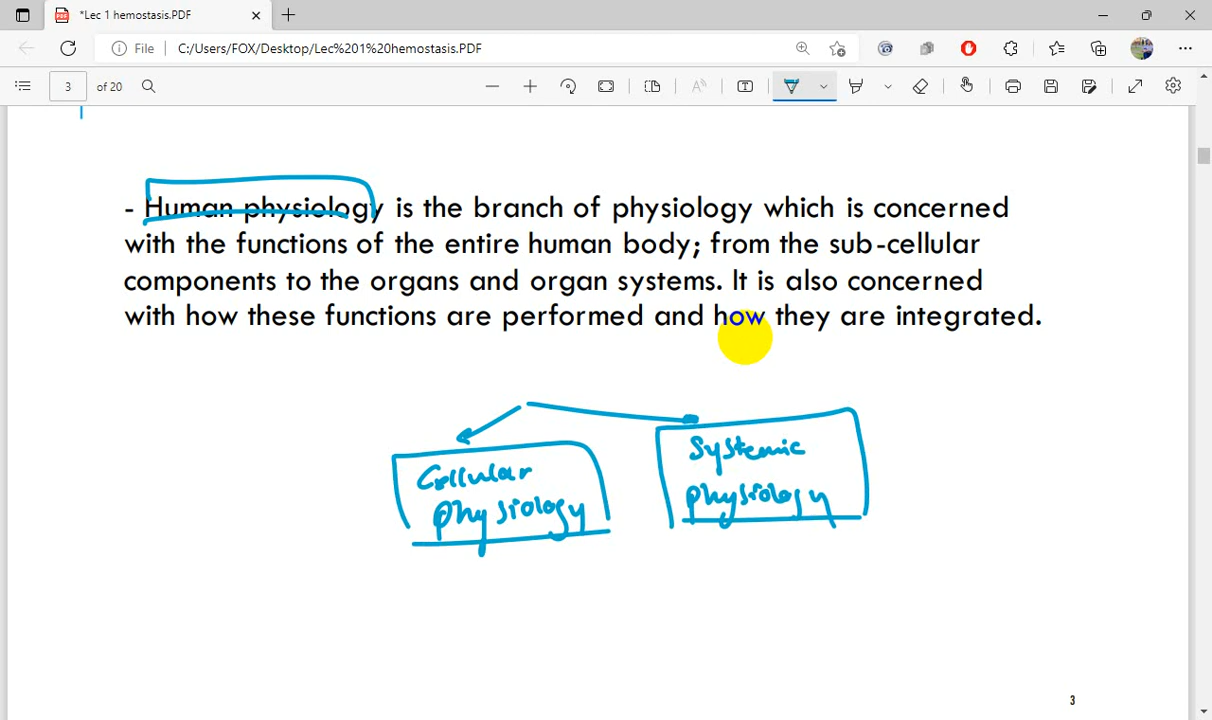 *Lec 1 hemostasis.PDF
File C:/Users/FOX/Desktop/Lec%201%20hemostasis.PDF
3 of 20
- Human physiology is the branch of physiology which is concerned
with the functions of the entire human body; from the sub-cellular
components to the organs and organ systems. It is also concerned
with how these functions are performed and how they are integrated.
Cellular
physiology
Systemic
physiology
3